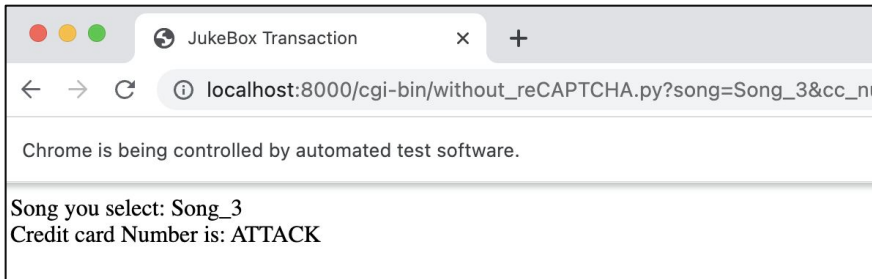 JukeBox Transaction
localhost:8000/cgi-bin/without_reCAPTCHA.py?song=Song_3&cc_nu
Chrome is being controlled by automated test software.
Song you select: Song_3
Credit card Number is: ATTACK